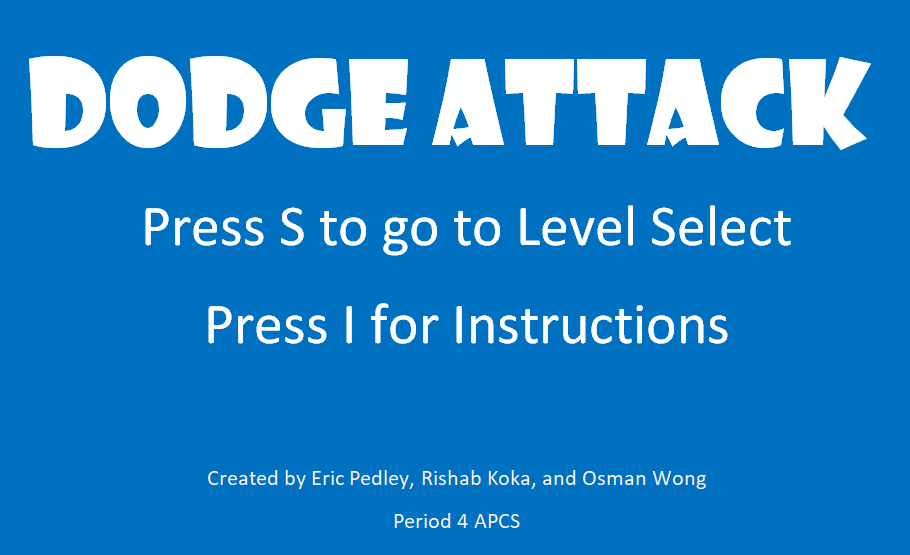 DODGE ATTACK
Press S to go to Level Select
Press I for Instructions
Created by Eric Pedley, Rishab Koka, and Osman Wong
Period 4 APCS